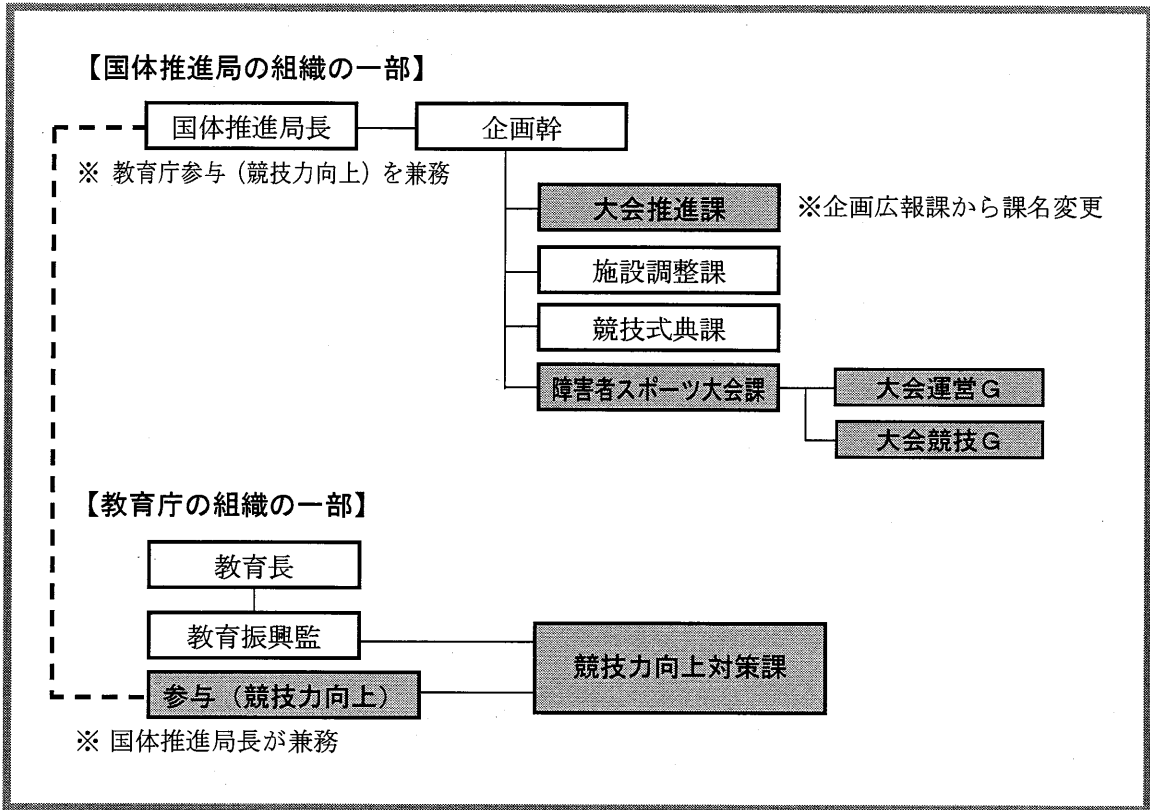 【国体推進局の組織の一部】
国体推進局長
企画幹
※ 教育庁参与（競技力向上）を兼務
大会推進課
※企画広報課から課名変更
施設調整課
競技式典課
障害者スポーツ大会課
大会運営G
大会競技G
【教育庁の組織の一部】
教育長
教育振興監
競技力向上対策課
参与（競技力向上）
※ 国体推進局長が兼務